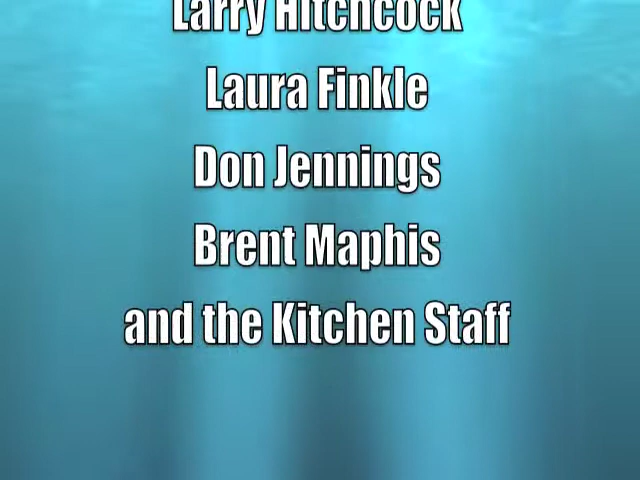 Larry Hitchcock
Laura Finkle
Don Jennings
Brent Maphis
and the Kitchen Staff